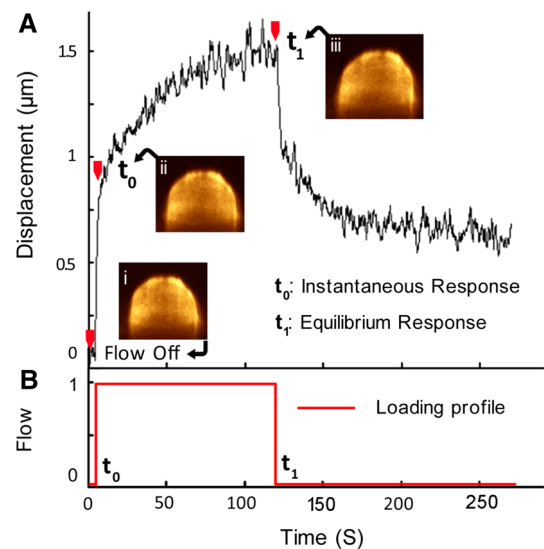 A
1.5
1
0.5
0
Displacement (µm)
i
ii
iii
t0
t1
Flow Off
t0: Instantaneous Response
t1: Equilibrium Response
B
1
0
Flow
t0
t1
Loading profile
0 50 100 150 200 250
Time (S)